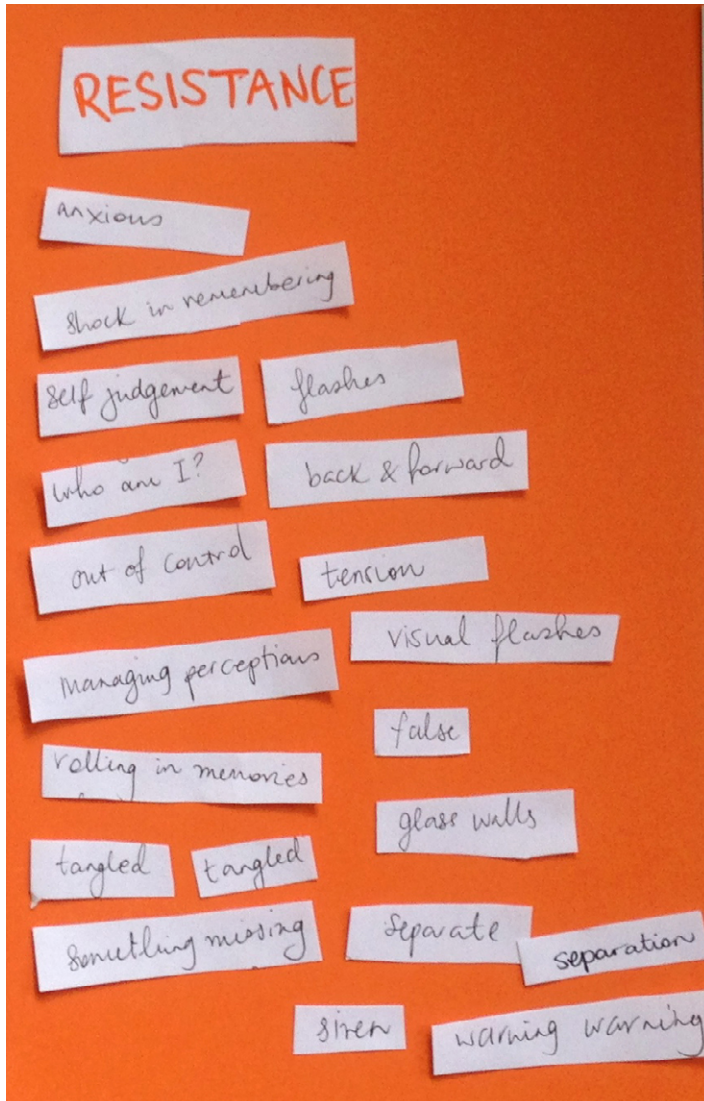 RESISTANCE
anxious
shock in remembering
self judgement
flashes
who am I?
back & forward
out of control
tension
visual flashes
managing perceptions
false
rolling in memories
glass walls
tangled
tangled
something missing
separate
separation
siren
warning warning